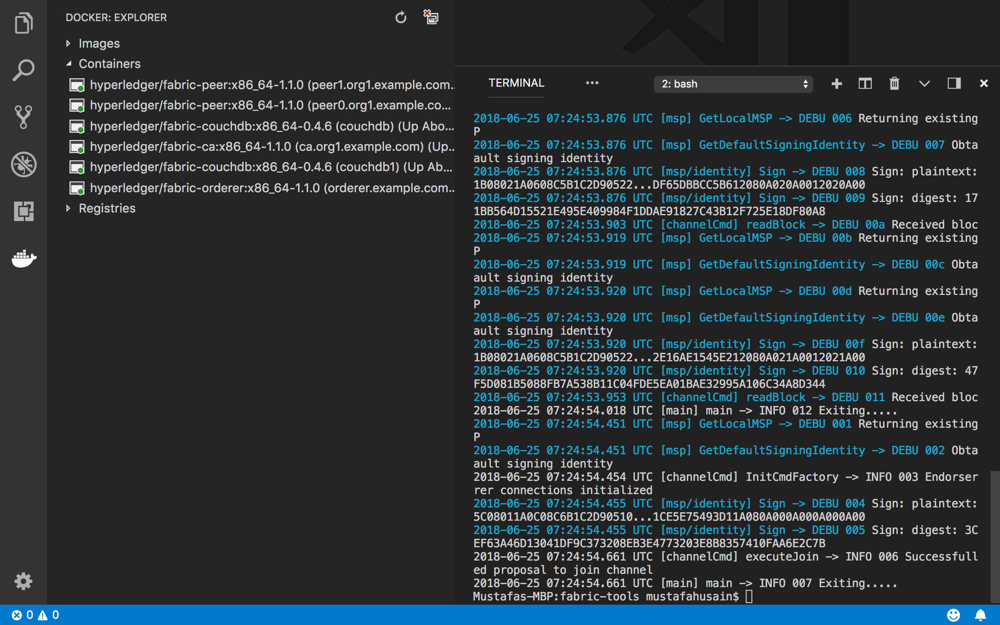 DOCKER: EXPLORER
Images
Containers
hyperledger/fabric-peer:x86_64-1.1.0 (peer1.org1.example.com...
hyperledger/fabric-peer:x86_64-1.1.0 (peer0.org1.example.co...
hyperledger/fabric-couchdb:x86_64-0.4.6 (couchdb) (Up Abo...
hyperledger/fabric-ca:x86_64-1.1.0 (ca.org1.example.com) (Up...
hyperledger/fabric-couchdb:x86_64-0.4.6 (couchdb1) (Up Ab...
hyperledger/fabric-orderer:x86_64-1.1.0 (orderer.example.com...
Registries
TERMINAL
2: bash
2018-06-25 07:24:53.876 UTC [msp] GetLocalMSP -> DEBU 006 Returning existing
P
2018-06-25 07:24:53.876 UTC [msp] GetDefaultSigningIdentity -> DEBU 007 Obta
ault signing identity
2018-06-25 07:24:53.876 UTC [msp/identity] Sign -> DEBU 008 Sign: plaintext:
1B08021A0608C5B1C2D90522...DF65DBBCC5B612080A020A0012020A00
2018-06-25 07:24:53.876 UTC [msp/identity] Sign -> DEBU 009 Sign: digest: 17
1BB564D15521E495E409984F1DDAE91827C43B12F725E18DF80A8
2018-06-25 07:24:53.903 UTC [channelCmd] readBlock -> DEBU 00a Received bloc
2018-06-25 07:24:53.919 UTC [msp] GetLocalMSP -> DEBU 00b Returning existing
P
2018-06-25 07:24:53.919 UTC [msp] GetDefaultSigningIdentity -> DEBU 00c Obta
ault signing identity
2018-06-25 07:24:53.920 UTC [msp] GetLocalMSP -> DEBU 00d Returning existing
P
2018-06-25 07:24:53.920 UTC [msp] GetDefaultSigningIdentity -> DEBU 00e Obta
ault signing identity
2018-06-25 07:24:53.920 UTC [msp/identity] Sign -> DEBU 00f Sign: plaintext:
1B08021A0608C5B1C2D90522...2E16AE1545E212080A021A0012021A00
2018-06-25 07:24:53.920 UTC [msp/identity] Sign -> DEBU 010 Sign: digest: 47
F5D081B5088FB7A538B11C04FDE5EA01BAE32995A106C34A8D344
2018-06-25 07:24:53.953 UTC [channelCmd] readBlock -> DEBU 011 Received bloc
2018-06-25 07:24:54.018 UTC [main] main -> INFO 012 Exiting.....
2018-06-25 07:24:54.451 UTC [msp] GetLocalMSP -> DEBU 001 Returning existing
P
2018-06-25 07:24:54.451 UTC [msp] GetDefaultSigningIdentity -> DEBU 002 Obta
ault signing identity
2018-06-25 07:24:54.454 UTC [channelCmd] InitCmdFactory -> INFO 003 Endorser
rer connections initialized
2018-06-25 07:24:54.455 UTC [msp/identity] Sign -> DEBU 004 Sign: plaintext:
5C08011A0C08C6B1C2D90510...1CE5E75493D11A080A000A000A000A00
2018-06-25 07:24:54.455 UTC [msp/identity] Sign -> DEBU 005 Sign: digest: 3C
EF63A46D13041DF9C373208EB3E4773203E8B8357410FAA6E2C7B
2018-06-25 07:24:54.661 UTC [channelCmd] executeJoin -> INFO 006 Successfull
ed proposal to join channel
2018-06-25 07:24:54.661 UTC [main] main -> INFO 007 Exiting.....
Mustafas-MBP:fabric-tools mustafahusain$
0 0